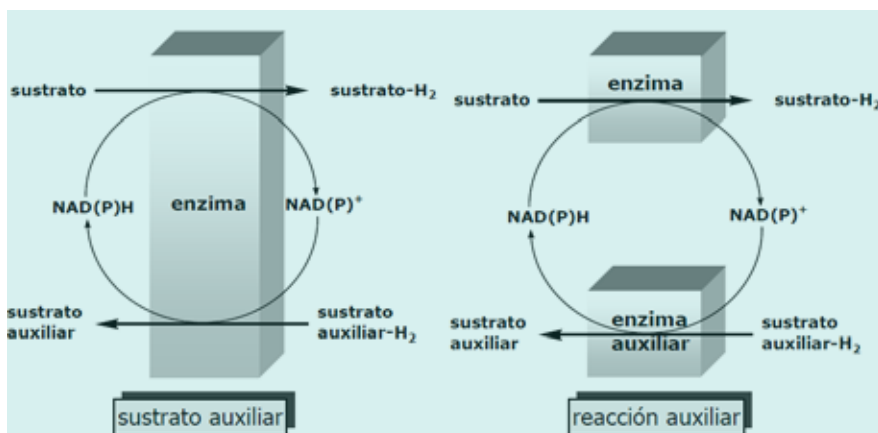 sustrato
sustrato-H₂
NAD(P)H
enzima
NAD(P)⁺
sustrato
auxiliar
sustrato
auxiliar-H₂
sustrato auxiliar
enzima
sustrato
sustrato-H₂
NAD(P)H
NAD(P)⁺
sustrato
auxiliar
enzima
auxiliar
sustrato
auxiliar-H₂
reacción auxiliar